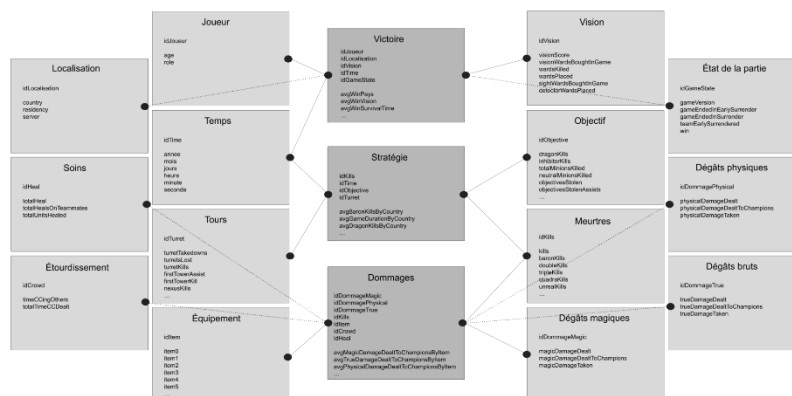 Joueur
idJoueur
age
role
Localisation
idLocalisation
country
residency
server
Temps
idTime
annee
mois
jours
heure
minute
seconde
Soins
idHeal
totalHeal
totalHealsOnTeammates
totalUnitsHealed
Tours
idTurret
turretTakedowns
turretsLost
turretKills
firstTowerAssist
firstTowerKill
nexusKills
...
Étourdissement
idCrowd
timeCCingOthers
totalTimeCCDealt
Équipement
idItem
item0
item1
item2
item3
item4
item5
...
Victoire
idJoueur
idLocalisation
idVision
idTime
idGameState
avgWinPays
avgWinVision
avgWinSurvivalTime
...
Stratégie
idKills
idTime
idObjective
idTurret
avgBaronKillsByCountry
avgGameDurationByCountry
avgDragonKillsByCountry
...
Dommages
idDommageMagic
idDommagePhysical
idDommageTrue
idKills
idItem
idCrowd
idHeal
avgMagicDamageDealtToChampionsByItem
avgTrueDamageDealtToChampionsByItem
avgPhysicalDamageDealtToChampionsByItem
...
Vision
idVision
visionScore
visionWardsBoughtInGame
wardsKilled
wardsPlaced
sightWardsBoughtInGame
detectorWardsPlaced
État de la partie
idGameState
gameVersion
gameEndedInEarlySurrender
gameEndedInSurrender
teamEarlySurrendered
win
Objectif
idObjective
dragonKills
inhibitorKills
totalMinionsKilled
neutralMinionsKilled
objectivesStolen
objectivesStolenAssists
Dégâts physiques
idDommagePhysical
physicalDamageDealt
physicalDamageDealtToChampions
physicalDamageTaken
Meurtres
idKills
kills
baronKills
doubleKills
tripleKills
quadraKills
unrealKills
...
Dégâts bruts
idDommageTrue
trueDamageDealt
trueDamageDealtToChampions
trueDamageTaken
Dégâts magiques
idDommageMagic
magicDamageDealt
magicDamageDealtToChampions
magicDamageTaken